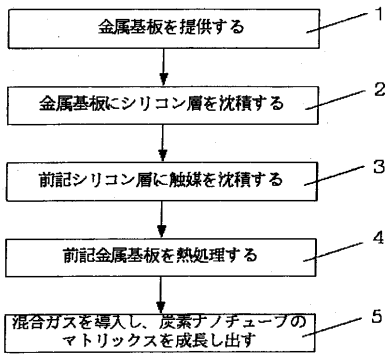 金属基板を提供する
1
金属基板にシリコン層を沈積する
2
前記シリコン層に触媒を沈積する
3
前記金属基板を熱処理する
4
混合ガスを導入し、炭素ナノチューブの
マトリックスを成長し出す
5